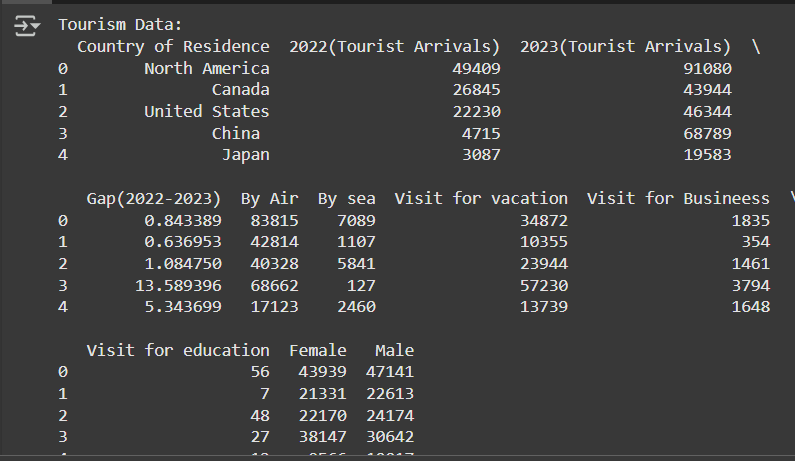 Tourism Data:
Country of Residence 2022(Tourist Arrivals) 2023(Tourist Arrivals) \
0 North America 49409 91080
1 Canada 26845 43944
2 United States 22230 46344
3 China 4715 68789
4 Japan 3087 19583
Gap(2022-2023) By Air By sea Visit for vacation Visit for Busineess \
0 0.843389 83815 7089 34872 1835
1 0.636953 42814 1107 10355 354
2 1.084750 40328 5841 23944 1461
3 13.589396 68662 127 57230 3794
4 5.343699 17123 2460 13739 1648
Visit for education Female Male
0 56 43939 47141
1 7 21331 22613
2 48 22170 24174
3 27 38147 30642